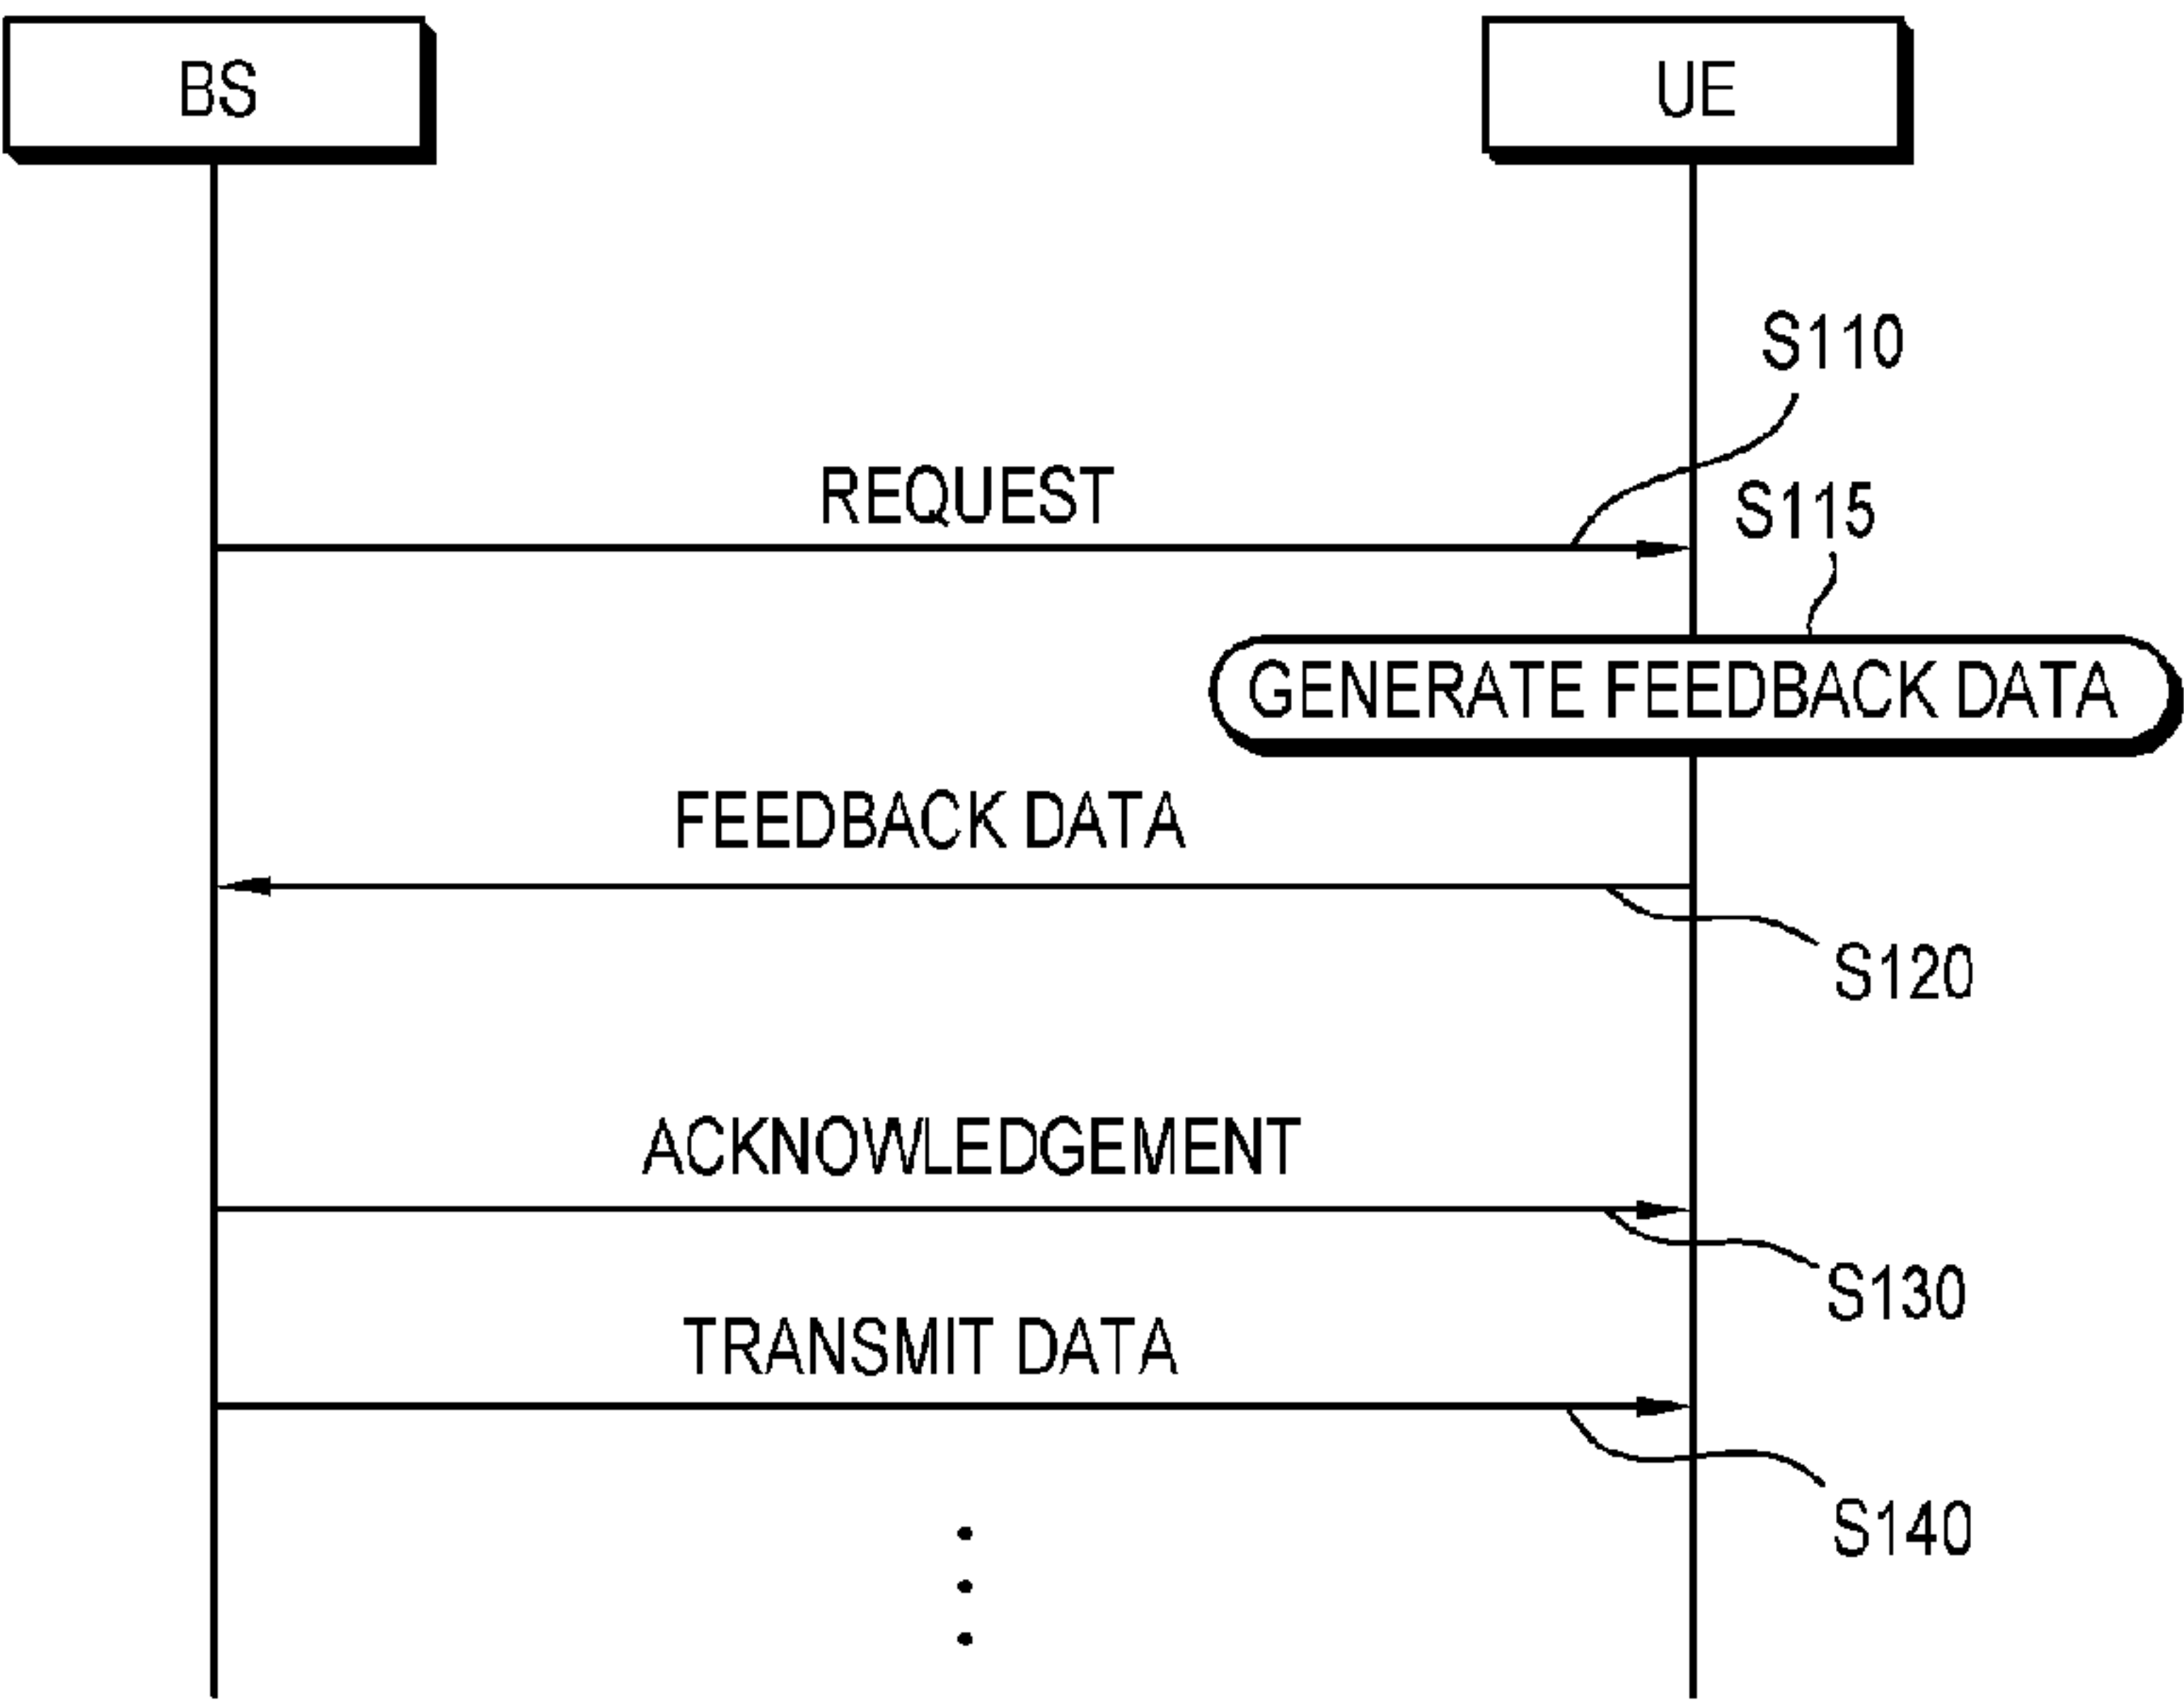 BS
UE
S110
REQUEST
S115
GENERATE FEEDBACK DATA
FEEDBACK DATA
S120
ACKNOWLEDGEMENT
S130
TRANSMIT DATA
S140